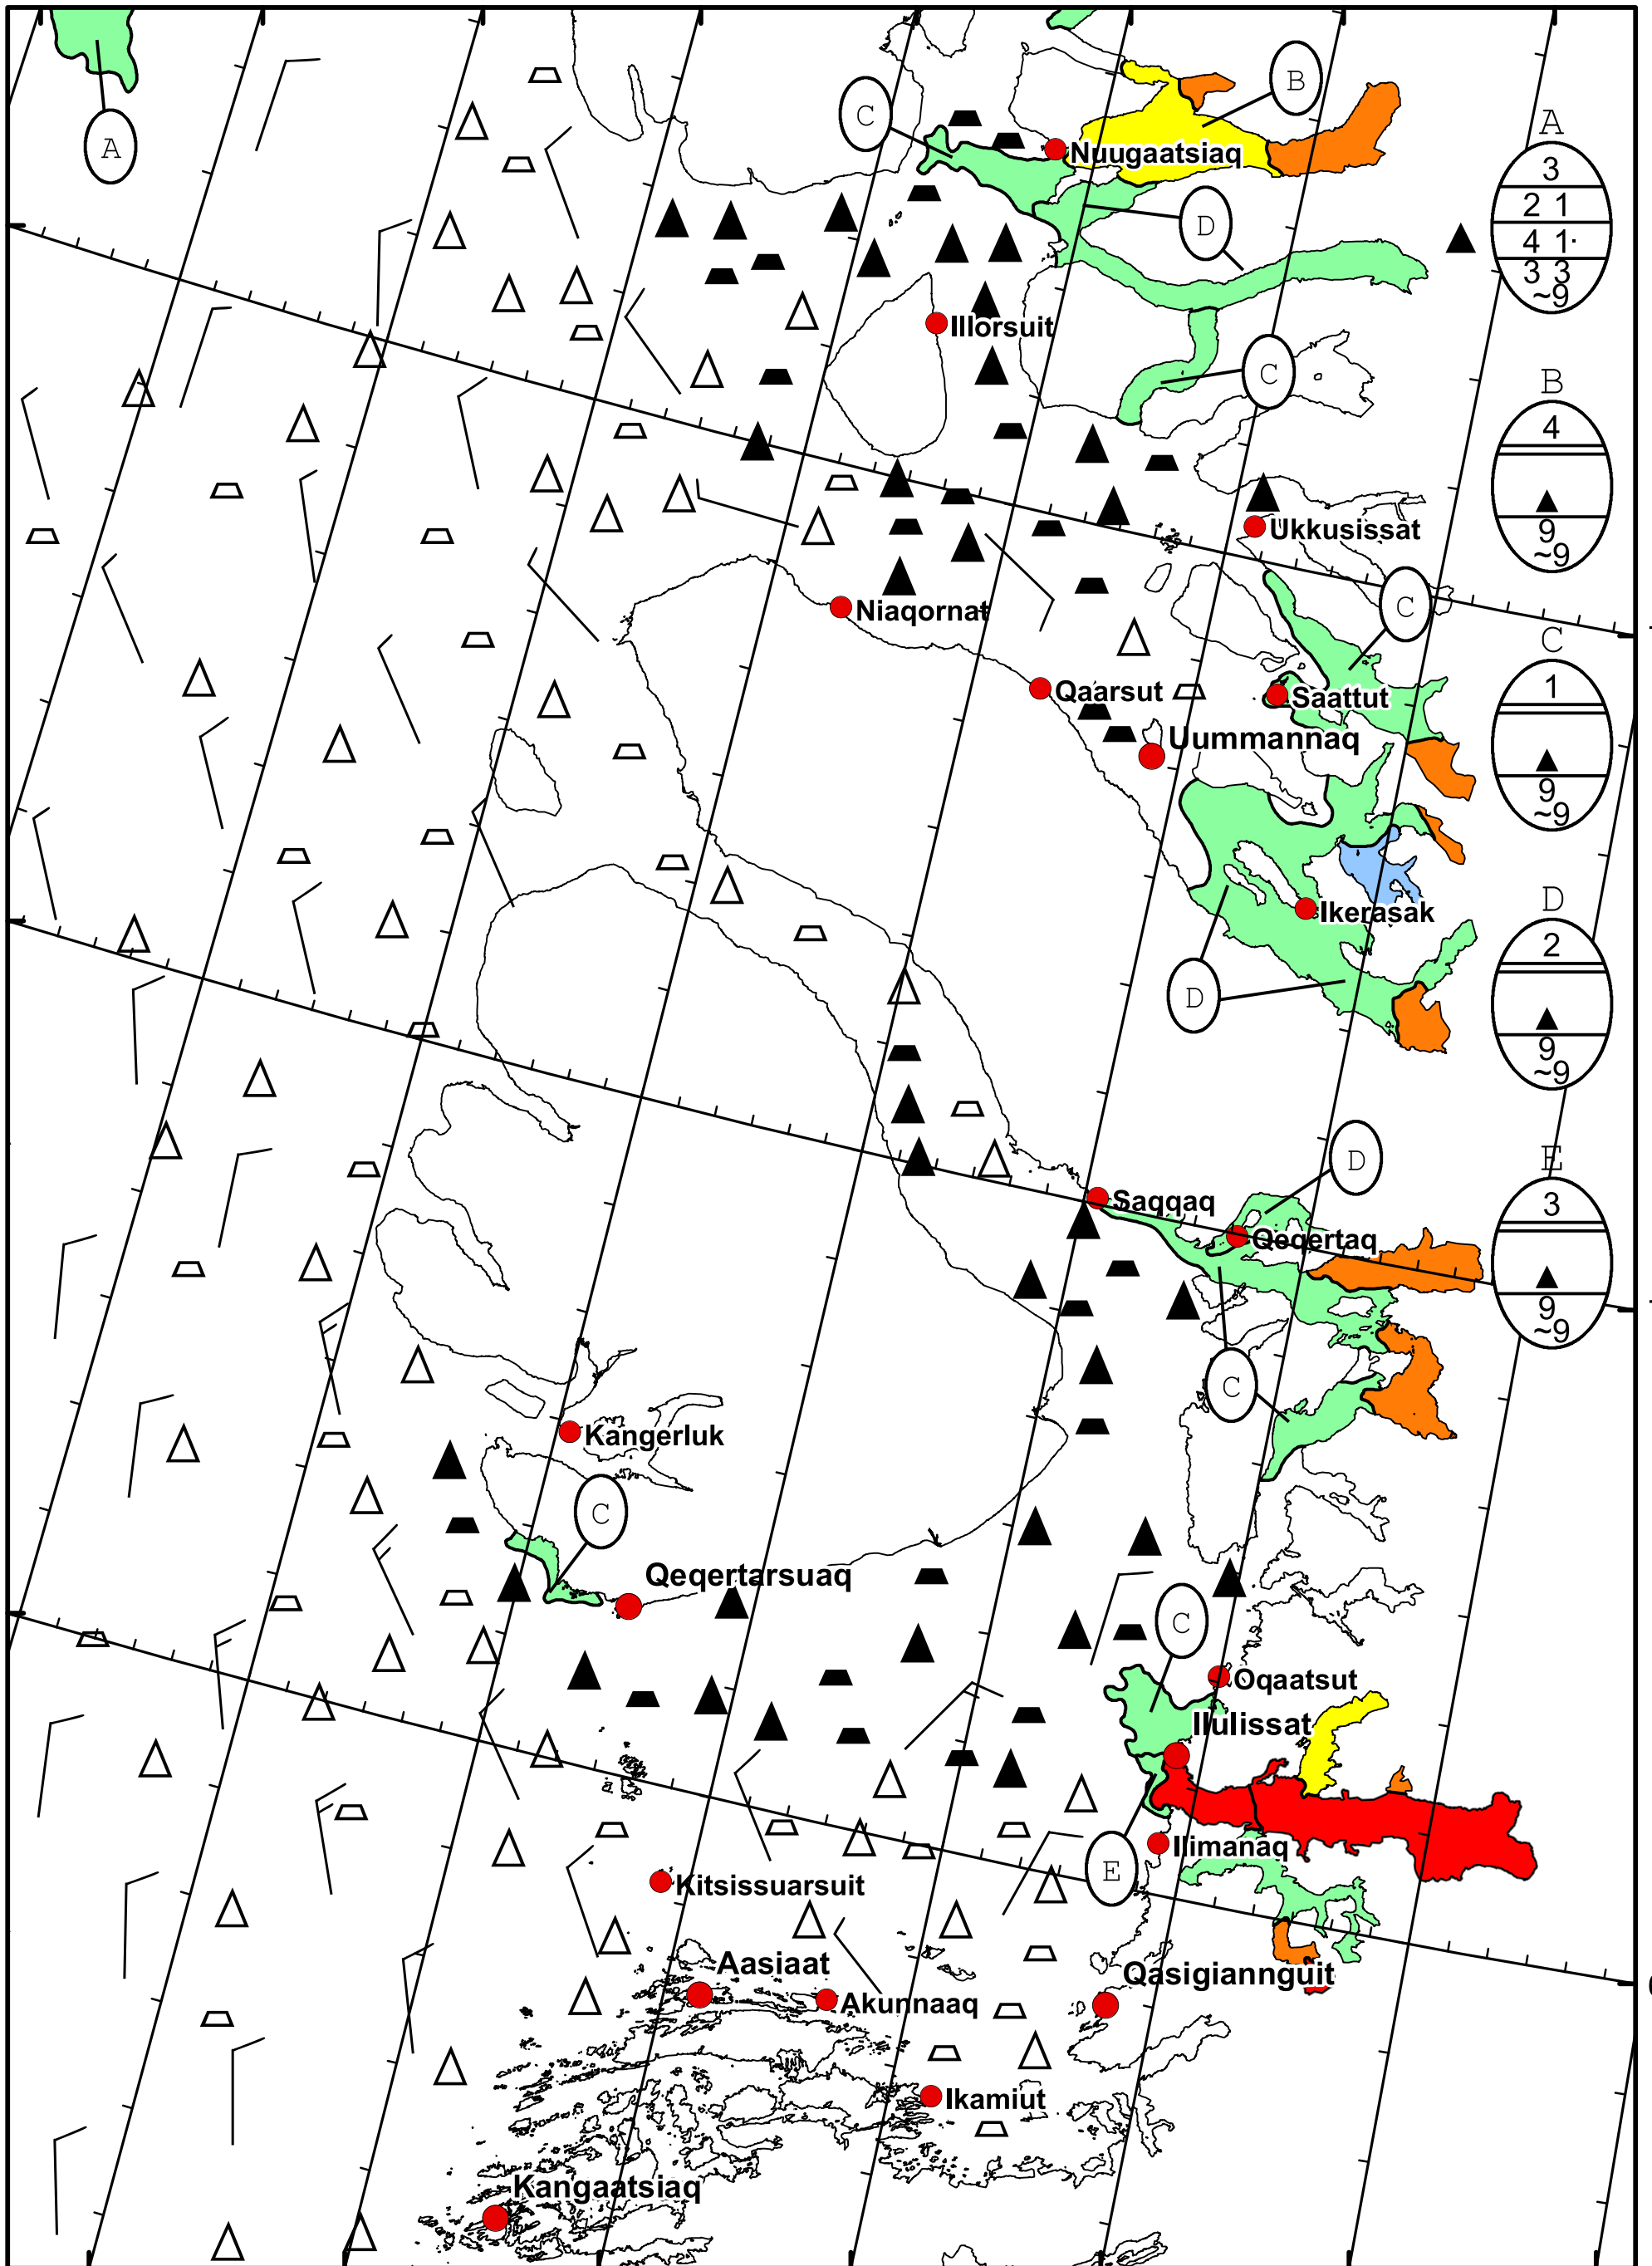 A
C
B
Nuugaatsiaq
D
Illorsuit
C
Ukkusissat
Niaqornat
C
Qaarsut
Saattut
Uummannaq
Ikerasak
D
D
Saqqaq
Qeqertaq
C
Kangerluk
C
Qeqertarsuaq
C
Oqaatsut
Ilulissat
Ilimanaq
E
Kitsissuarsuit
Aasiaat
Qasigiannguit
Akunnaaq
Ikamiut
Kangaatsiaq
A
3
2 1
4 1·
3 3
~9
B
4
9
~9
C
1
9
~9
D
2
9
~9
E
3
9
~9